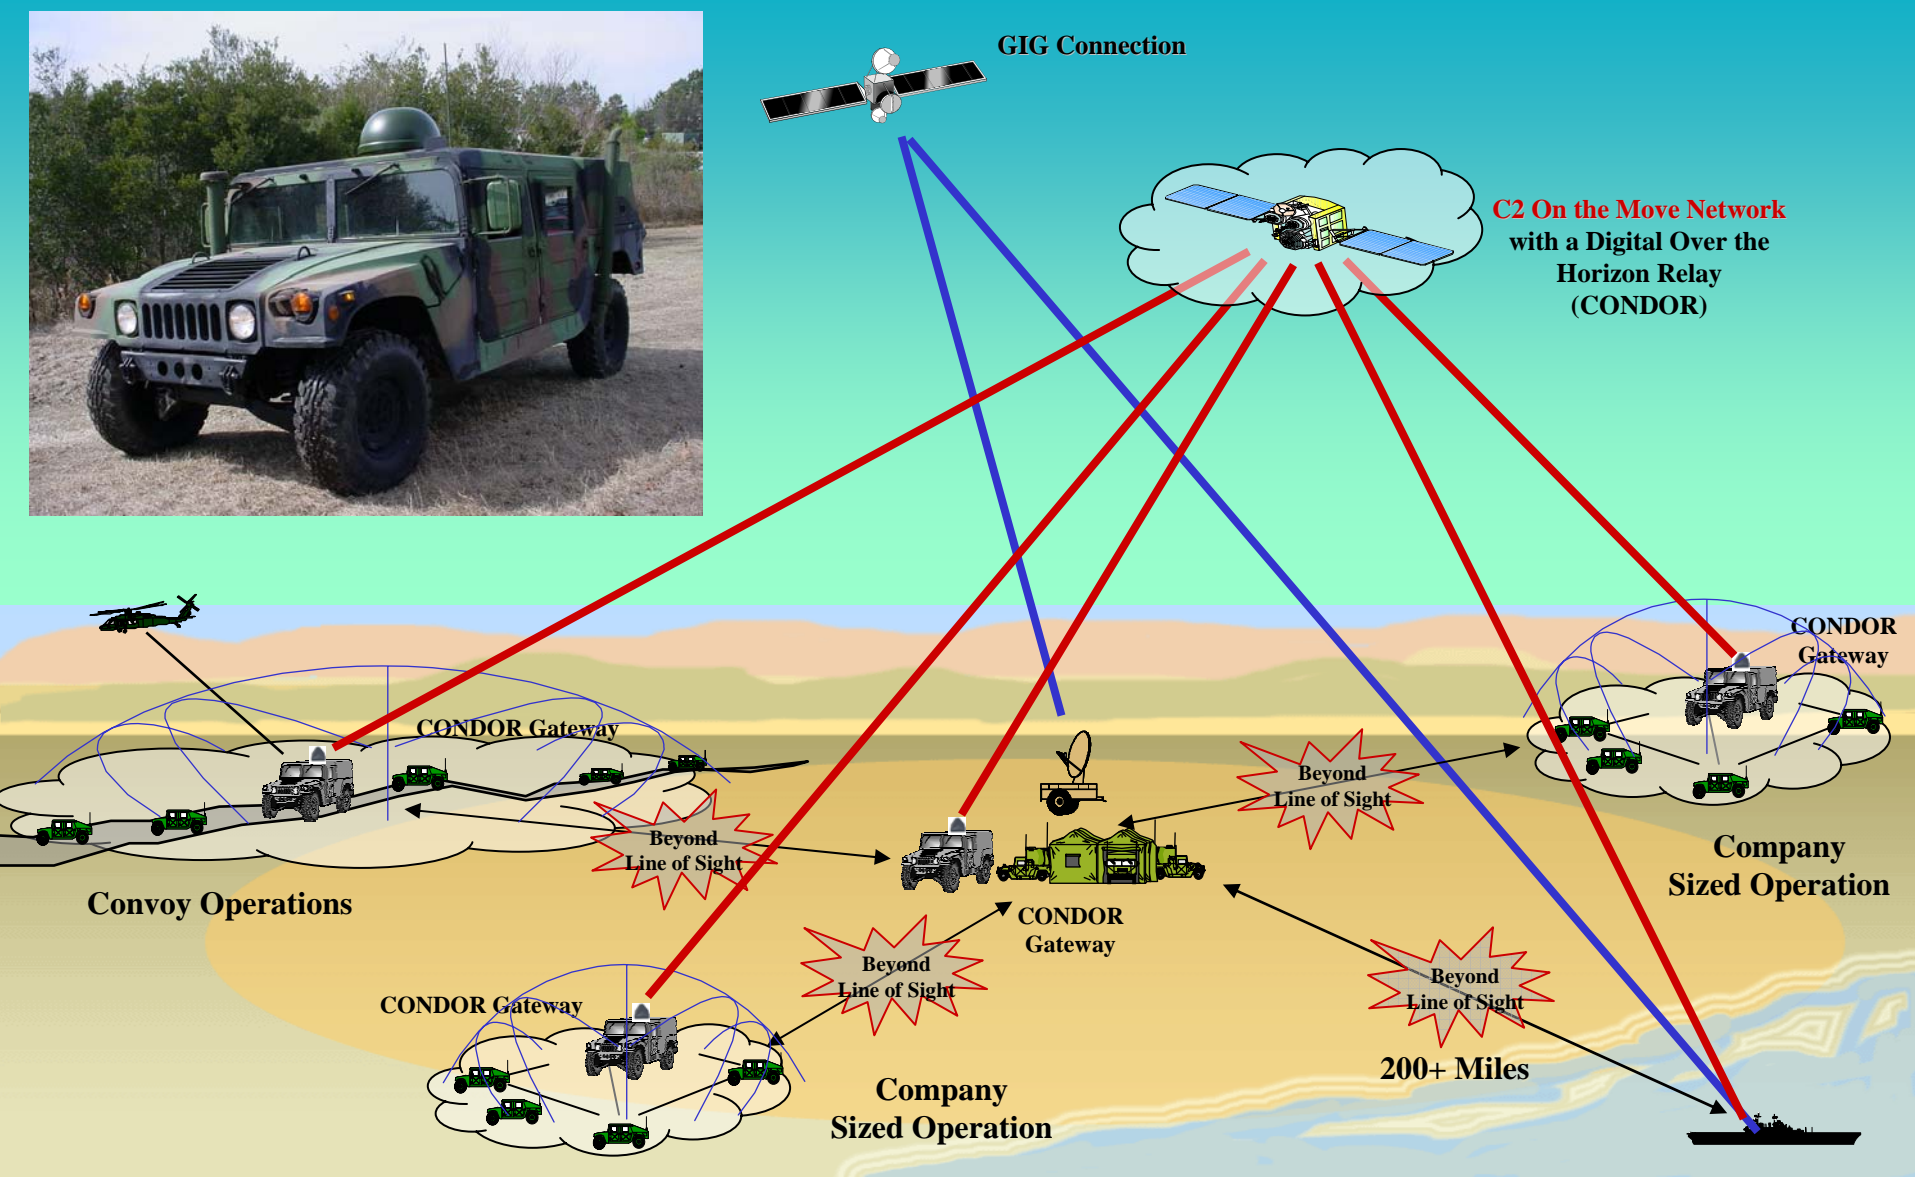 GIG Connection
C2 On the Move Network
with a Digital Over the
Horizon Relay
(CONDOR)
CONDOR
Gateway
CONDOR Gateway
Beyond
Line of Sight
Beyond
Line of Sight
Company
Sized Operation
Convoy Operations
CONDOR
Gateway
Beyond
Line of Sight
Beyond
Line of Sight
CONDOR Gateway
200+ Miles
Company
Sized Operation